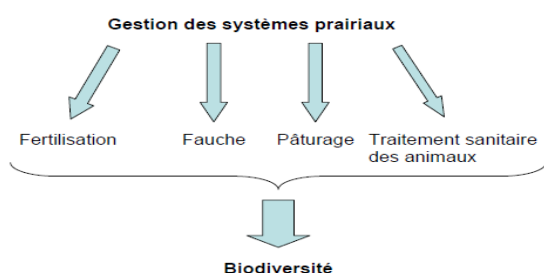 Gestion des systèmes prairiaux
Fertilisation Fauche Pâturage Traitement sanitaire
des animaux
Biodiversité